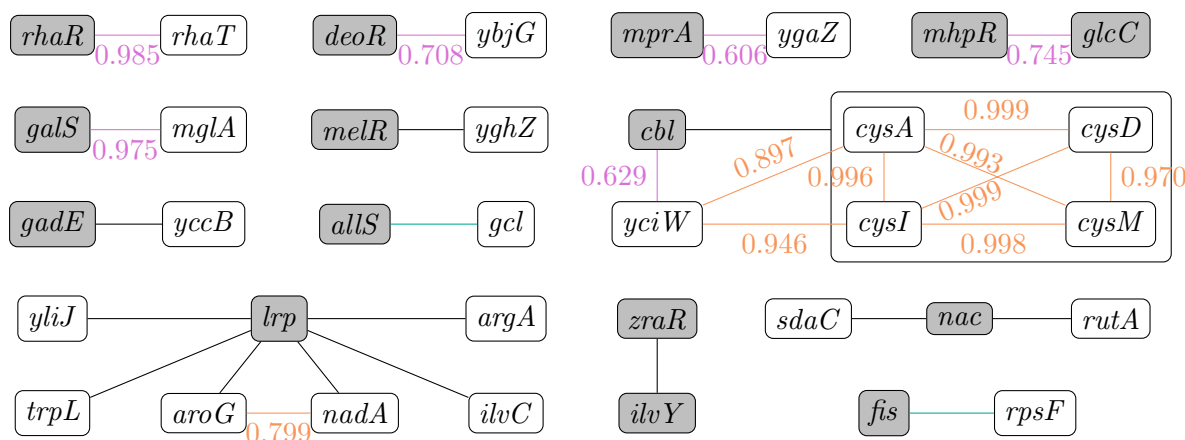 rhaR 0.985 rhaT
deoR 0.708 ybjG
mprA 0.606 ygaZ
mhpR 0.745 glcC
galS 0.975 mglA
melR yghZ
cbl
cysA 0.999 cysD
0.629
0.897
0.996
0.993
0.999
0.970
yciW 0.946 cysI 0.998 cysM
gadE yccB
allS gcl
yliJ lrp argA
trpL aroG 0.799 nadA ilvC
zraR
ilvY
sdaC nac rutA
fis rpsF